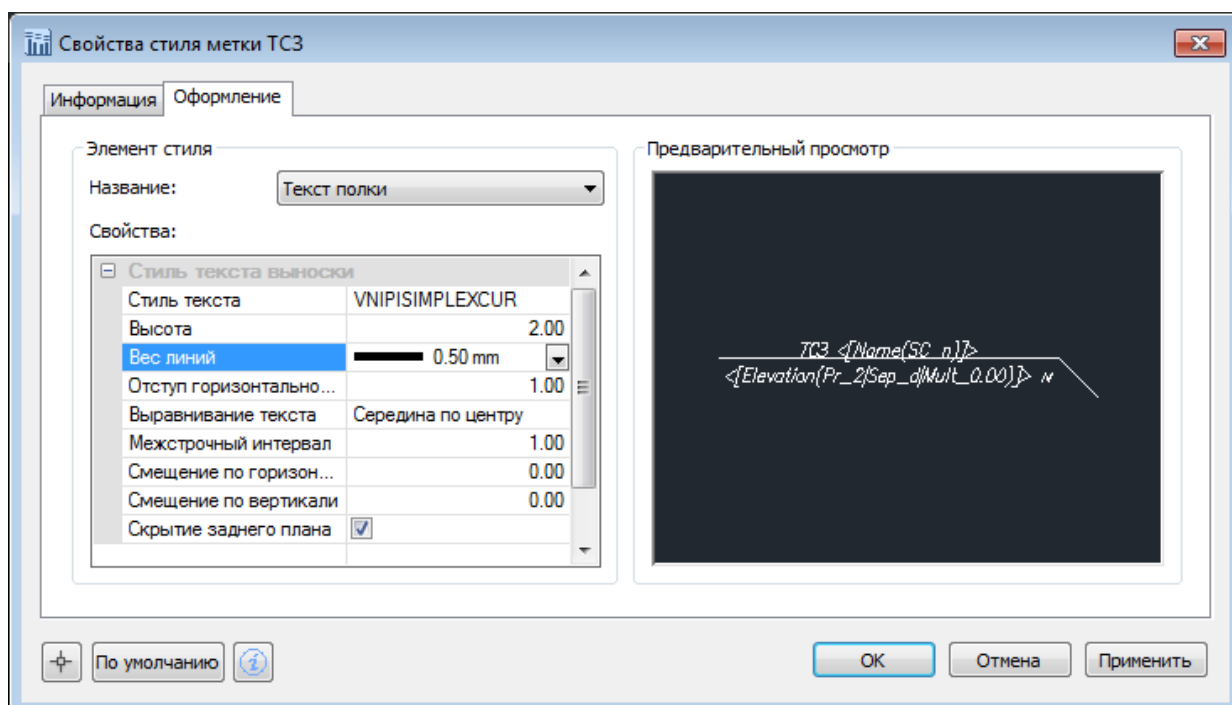 Свойства стиля метки ТС3
Информация
Оформление
Элемент стиля
Название:
Текст полки
Свойства:
Стиль текста выноски
Стиль текста
VNIPISIMPLEXCUR
Высота
2.00
Вес линий
0.50 mm
Отступ горизонтально...
1.00
Выравнивание текста
Середина по центру
Межстрочный интервал
1.00
Смещение по горизон...
0.00
Смещение по вертикали
0.00
Скрытие заднего плана
Предварительный просмотр
ТС3 <[Name(SC_n)]>
<[Elevation(Pr_2|Sep_d|Mult_0.00)]> м
По умолчанию
OK
Отмена
Применить